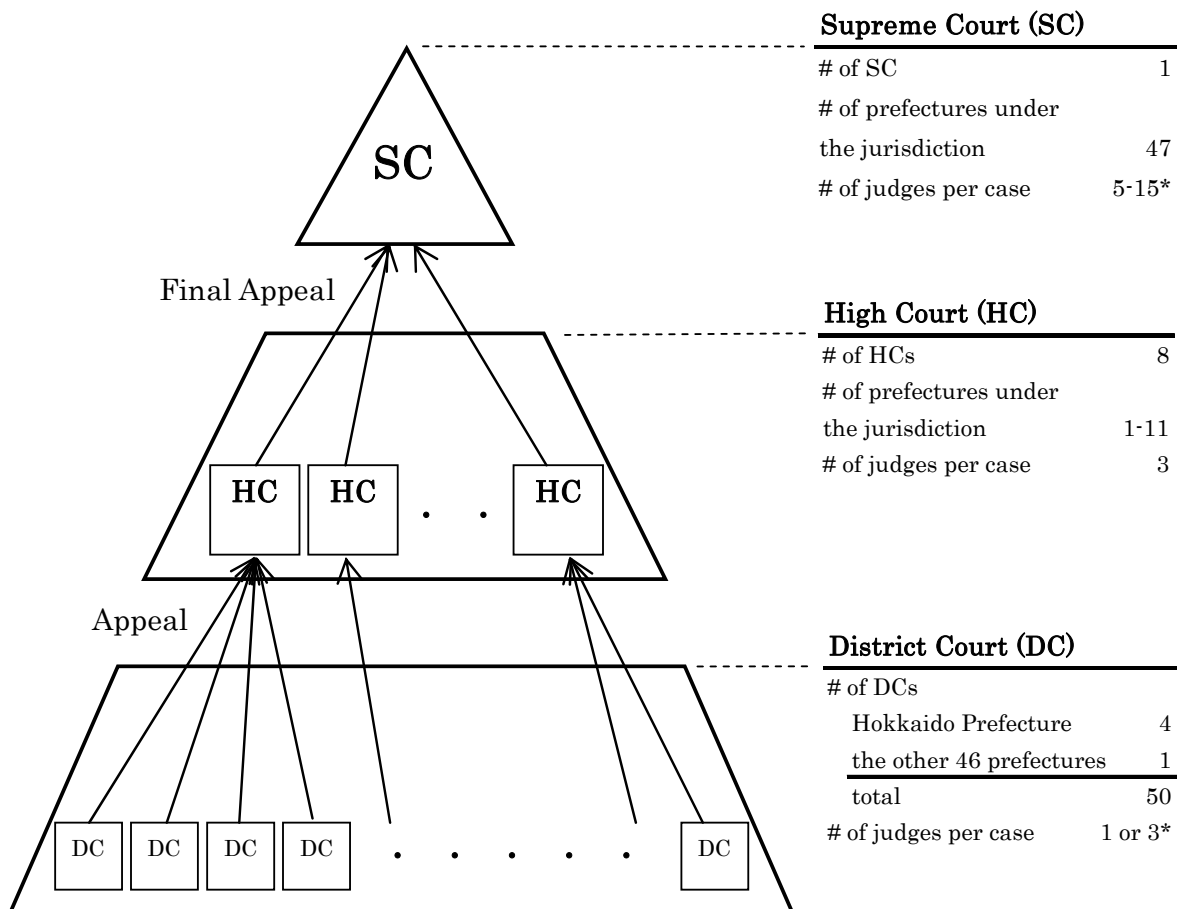 Supreme Court (SC)
# of SC 1
# of prefectures under
the jurisdiction 47
# of judges per case 5-15*
SC
Final Appeal
High Court (HC)
# of HCs 8
# of prefectures under
the jurisdiction 1-11
# of judges per case 3
HC HC . . HC
Appeal
District Court (DC)
# of DCs
Hokkaido Prefecture 4
the other 46 prefectures 1
total 50
# of judges per case 1 or 3*
DC DC DC DC . . . . . DC